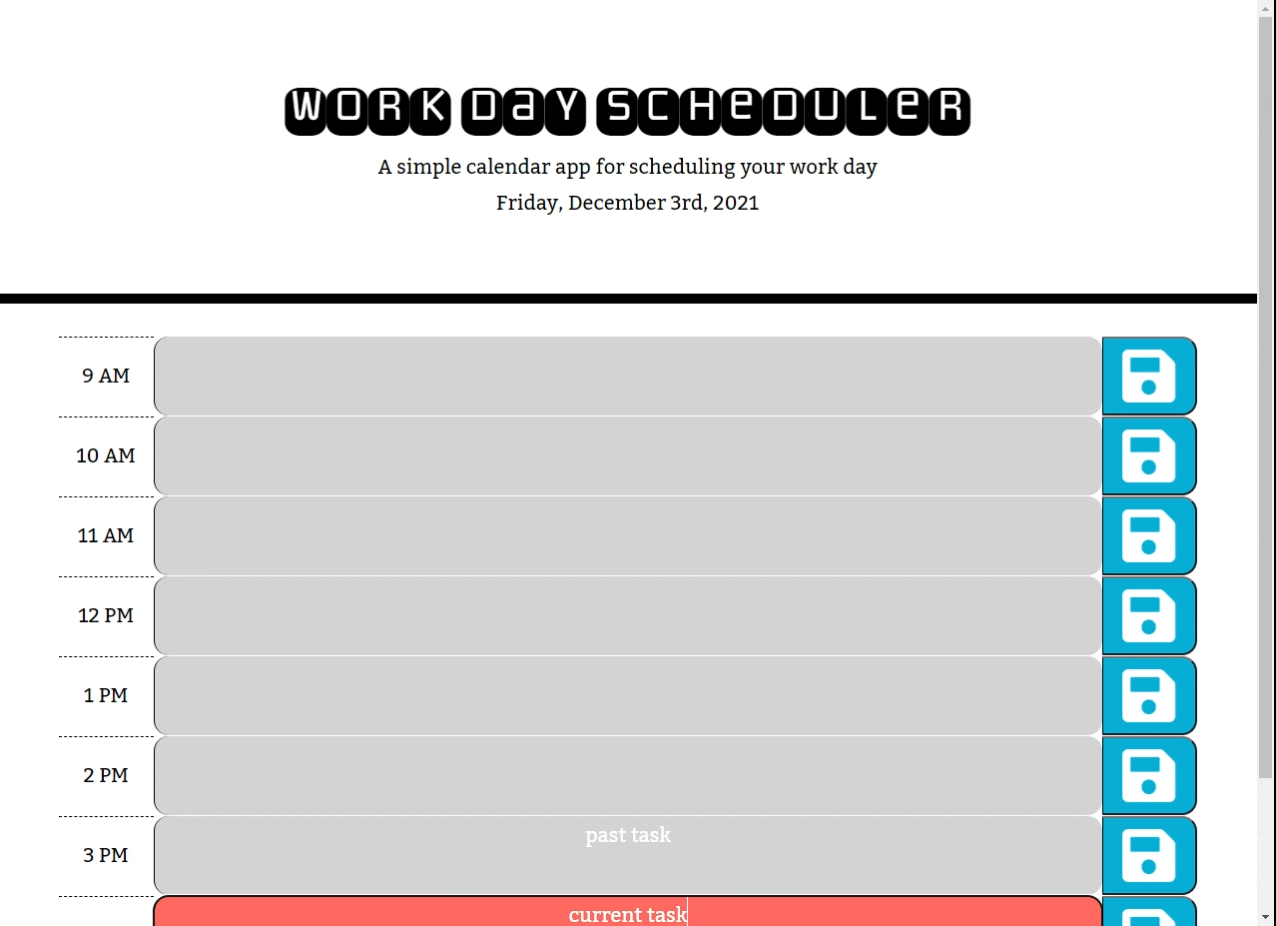 WORK DaY SCHeDULeR
A simple calendar app for scheduling your work day
Friday, December 3rd, 2021
9 AM
10 AM
11 AM
12 PM
1 PM
2 PM
past task
3 PM
current task